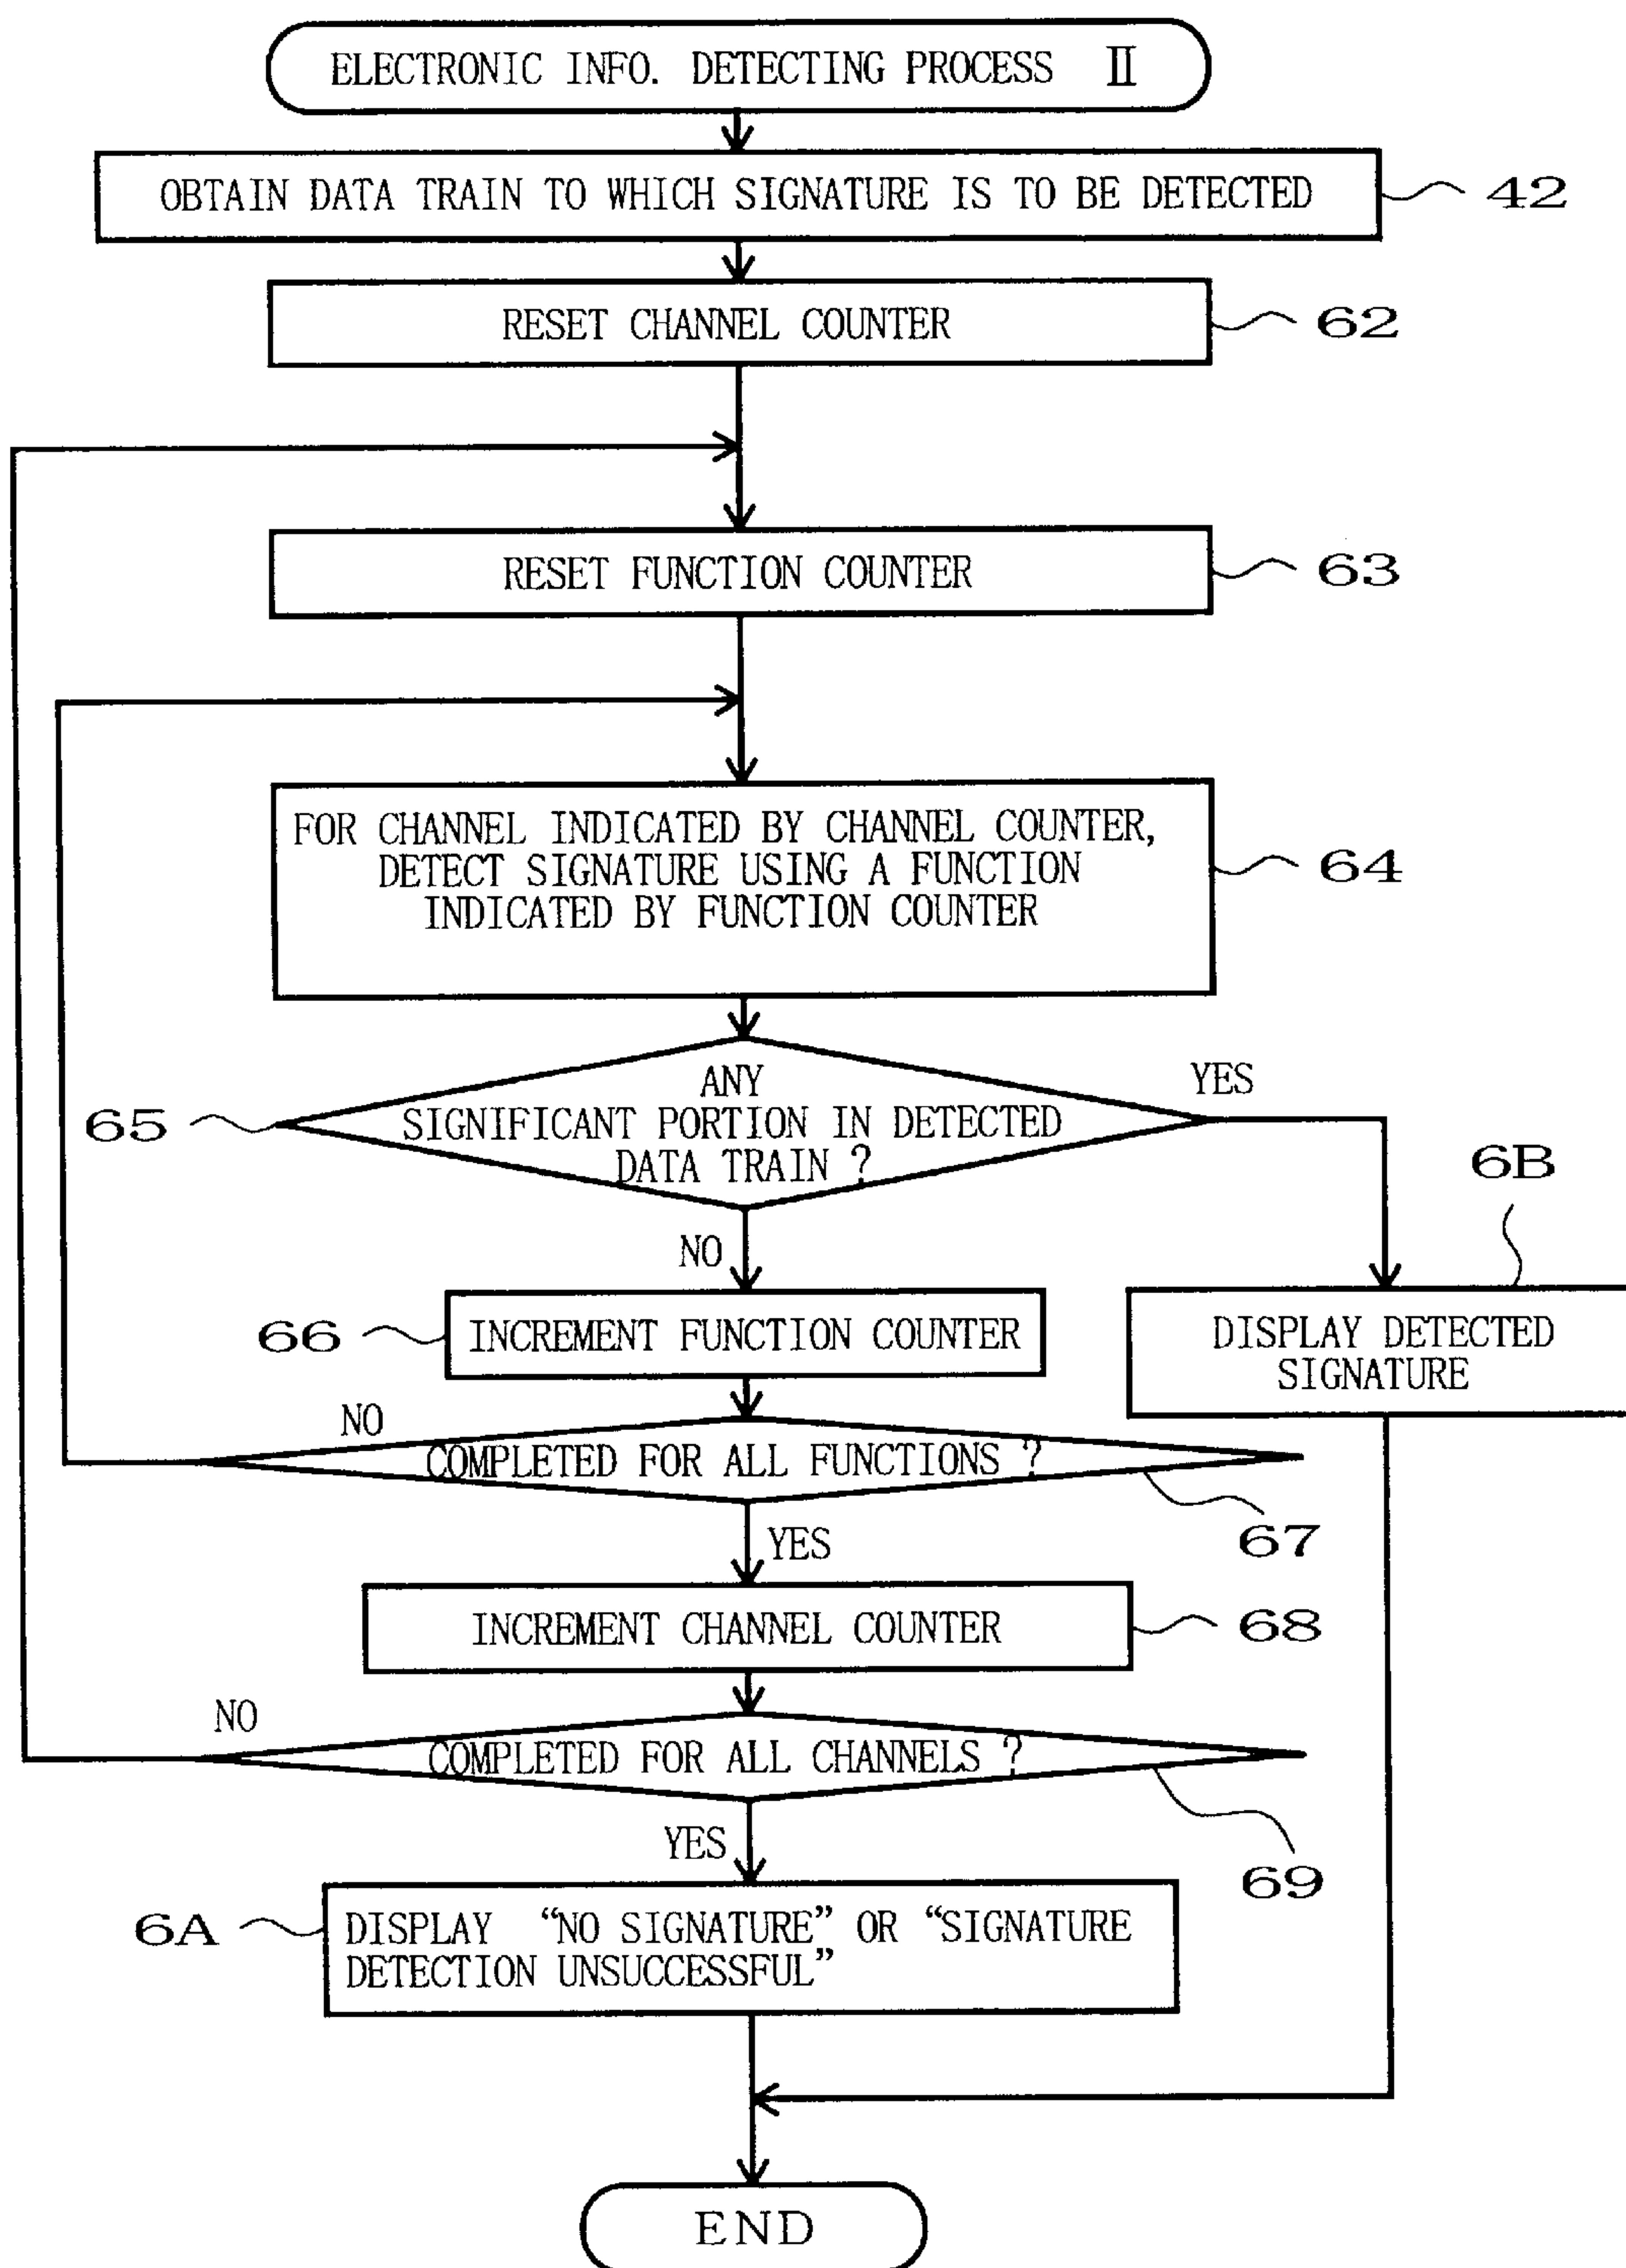 ELECTRONIC INFO. DETECTING PROCESS II
OBTAIN DATA TRAIN TO WHICH SIGNATURE IS TO BE DETECTED
42
RESET CHANNEL COUNTER
62
RESET FUNCTION COUNTER
63
FOR CHANNEL INDICATED BY CHANNEL COUNTER,
DETECT SIGNATURE USING A FUNCTION
INDICATED BY FUNCTION COUNTER
64
65
ANY
SIGNIFICANT PORTION IN DETECTED
DATA TRAIN ?
YES
6B
NO
66
INCREMENT FUNCTION COUNTER
DISPLAY DETECTED
SIGNATURE
NO
COMPLETED FOR ALL FUNCTIONS ?
67
YES
INCREMENT CHANNEL COUNTER
68
NO
COMPLETED FOR ALL CHANNELS ?
69
YES
6A
DISPLAY “NO SIGNATURE” OR “SIGNATURE
DETECTION UNSUCCESSFUL”
END